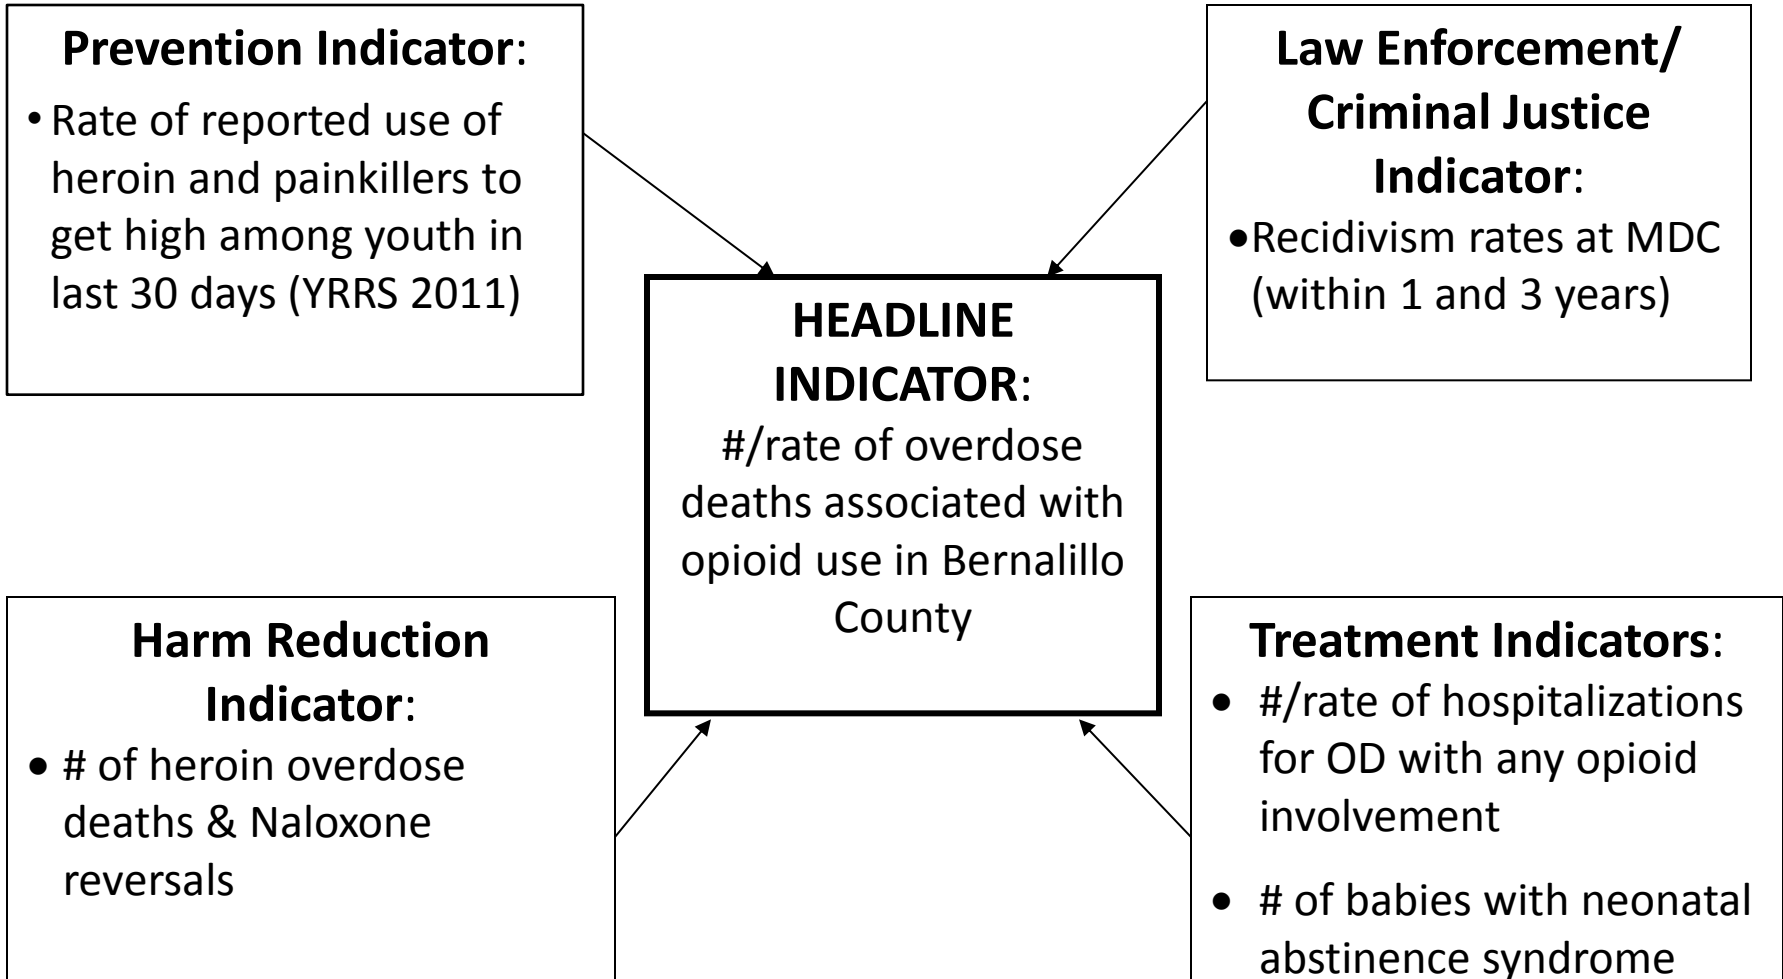 Prevention Indicator:
• Rate of reported use of
heroin and painkillers to
get high among youth in
last 30 days (YRRS 2011)
Law Enforcement/
Criminal Justice
Indicator:
•Recidivism rates at MDC
(within 1 and 3 years)
HEADLINE
INDICATOR:
#/rate of overdose
deaths associated with
opioid use in Bernalillo
County
Harm Reduction
Indicator:
• # of heroin overdose
deaths & Naloxone
reversals
Treatment Indicators:
• #/rate of hospitalizations
for OD with any opioid
involvement
• # of babies with neonatal
abstinence syndrome